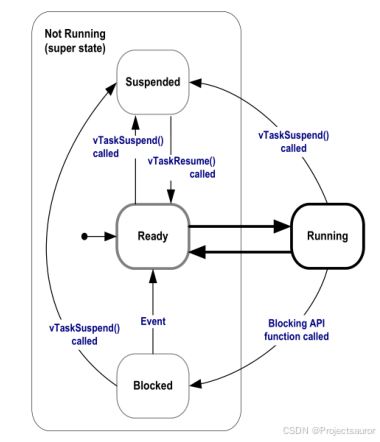 Not Running
(super state)
Suspended
vTaskSuspend()
called
vTaskResume()
called
vTaskSuspend()
called
Ready
Running
vTaskSuspend()
called
Event
Blocking API
function called
Blocked
CSDN @Projectsauror